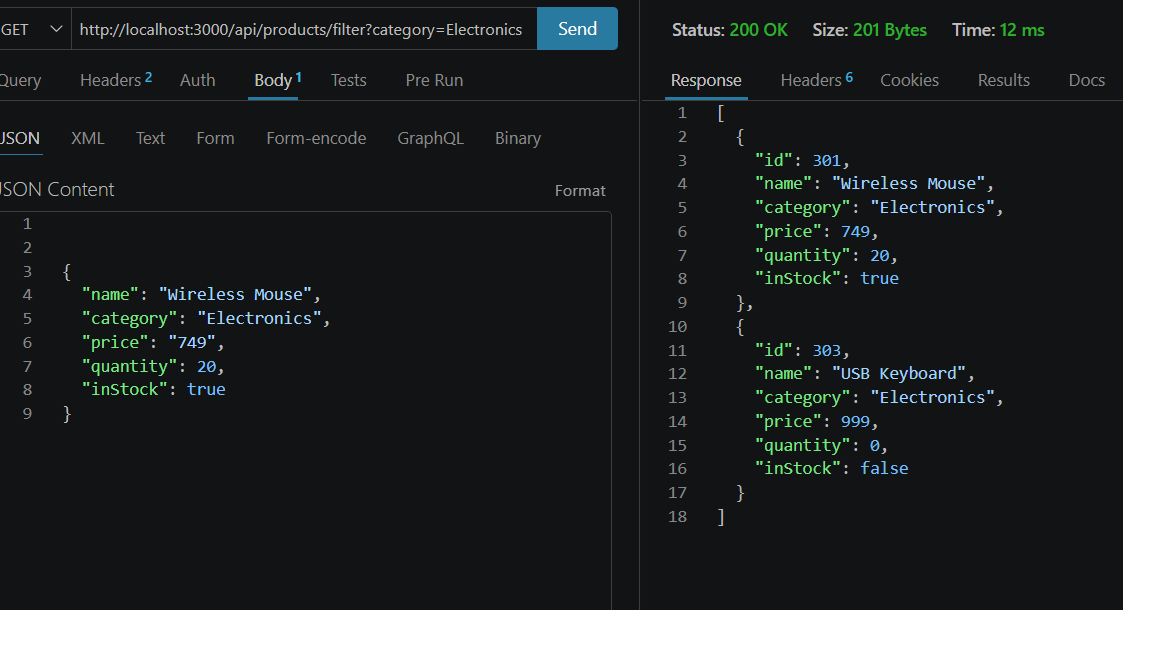 GET http://localhost:3000/api/products/filter?category=Electronics Send
Query Headers 2 Auth Body 1 Tests Pre Run
JSON XML Text Form Form-encode GraphQL Binary
JSON Content Format
1
2
3 {
4 "name": "Wireless Mouse",
5 "category": "Electronics",
6 "price": "749",
7 "quantity": 20,
8 "inStock": true
9 }
Status: 200 OK Size: 201 Bytes Time: 12 ms
Response Headers 6 Cookies Results Docs
1 [
2 {
3 "id": 301,
4 "name": "Wireless Mouse",
5 "category": "Electronics",
6 "price": 749,
7 "quantity": 20,
8 "inStock": true
9 },
10 {
11 "id": 303,
12 "name": "USB Keyboard",
13 "category": "Electronics",
14 "price": 999,
15 "quantity": 0,
16 "inStock": false
17 }
18 ]